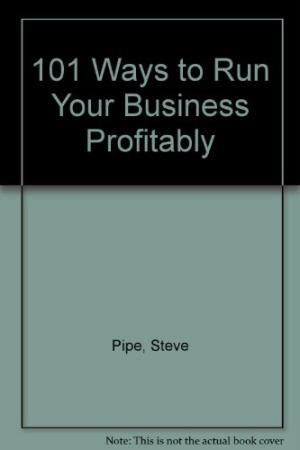 101 Ways to Run
Your Business
Profitably
Pipe, Steve
Note: This is not the actual book cover